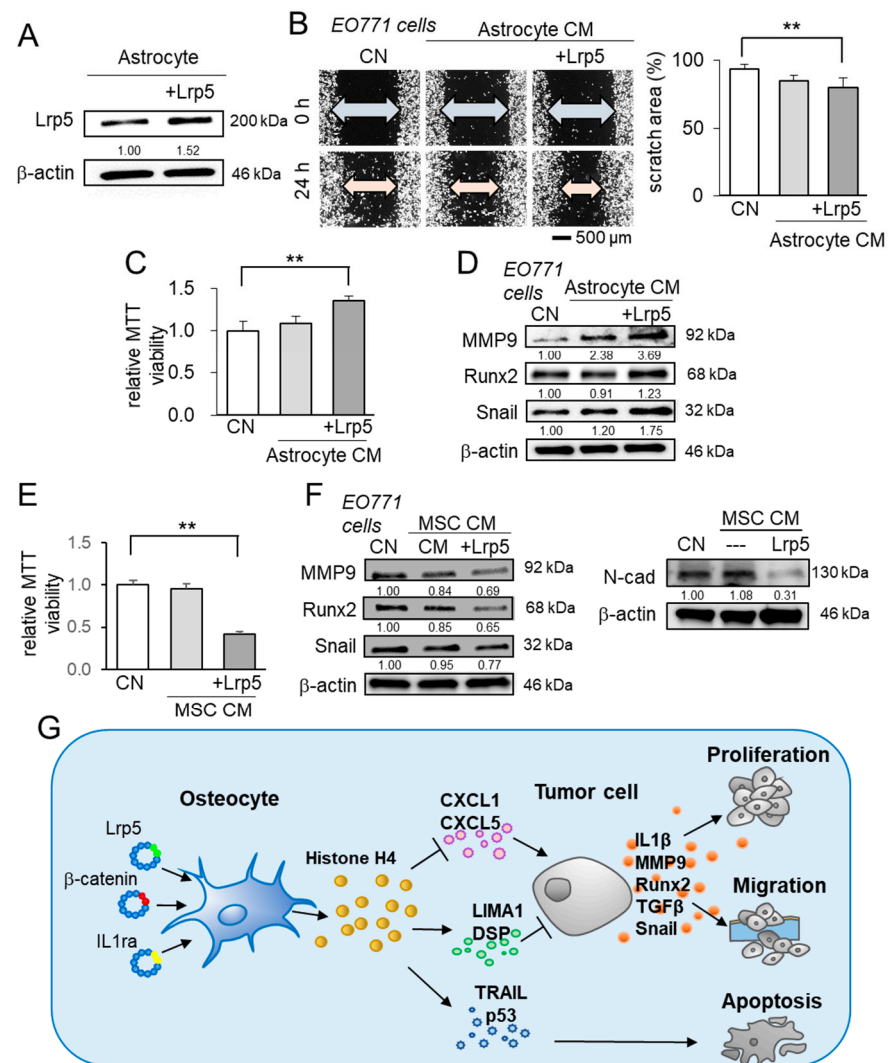 A
Astrocyte
+Lrp5
Lrp5
200 kDa
1.00 1.52
β-actin
46 kDa
B
EO771 cells
Astrocyte CM
CN
+Lrp5
0 h
24 h
500 µm
scratch area (%)
100
50
0
**
CN
+Lrp5
Astrocyte CM
C
relative MTT
viability
1.5
1.0
0.5
0.0
**
CN
+Lrp5
Astrocyte CM
D
EO771
cells
Astrocyte CM
CN
+Lrp5
MMP9
92 kDa
1.00 2.38 3.69
Runx2
68 kDa
1.00 0.91 1.23
Snail
32 kDa
1.00 1.20 1.75
β-actin
46 kDa
E
relative MTT
viability
1.5
1.0
0.5
0.0
**
CN
+Lrp5
MSC CM
F
EO771
cells
MSC CM
CN CM +Lrp5
MMP9
92 kDa
1.00 0.84 0.69
Runx2
68 kDa
1.00 0.85 0.65
Snail
32 kDa
1.00 0.95 0.77
β-actin
46 kDa
MSC CM
CN --- Lrp5
N-cad
130 kDa
1.00 1.08 0.31
β-actin
46 kDa
G
Osteocyte
Lrp5
β-catenin
IL1ra
Histone H4
CXCL1
CXCL5
LIMA1
DSP
TRAIL
p53
Tumor cell
IL1β
MMP9
Runx2
TGFβ
Snail
Proliferation
Migration
Apoptosis